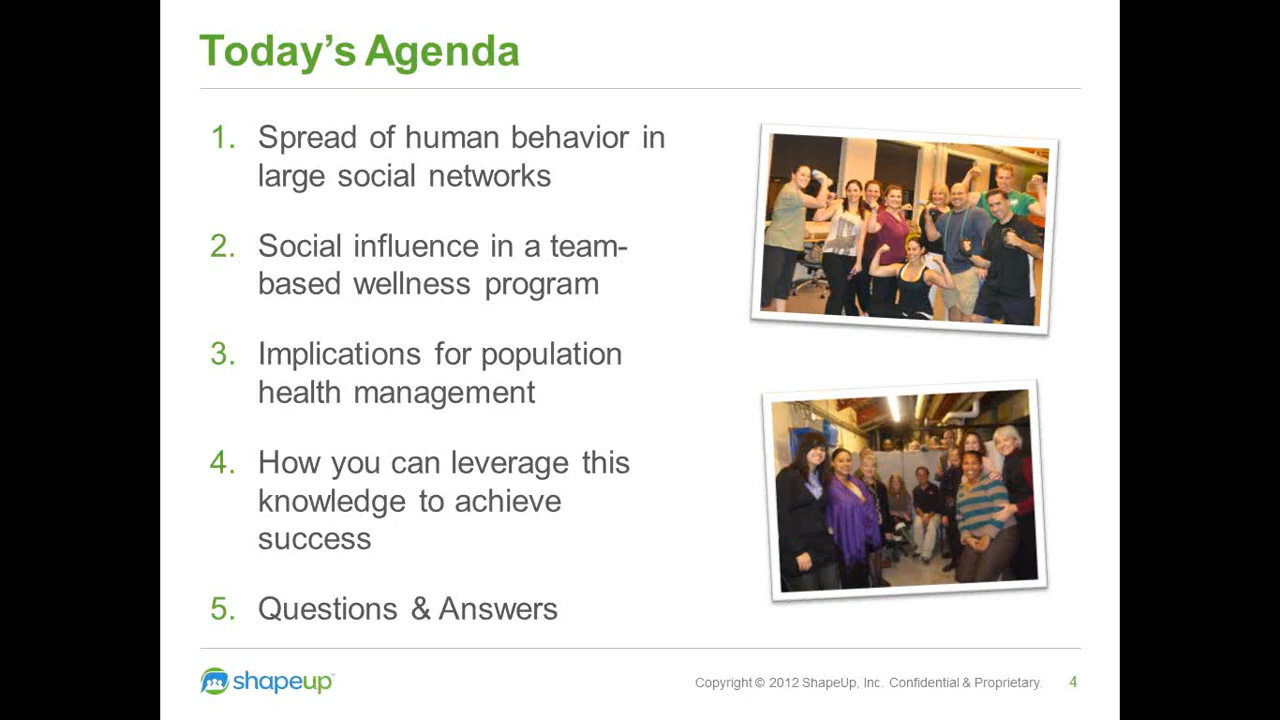 Today's Agenda
1. Spread of human behavior in
large social networks
2. Social influence in a team-
based wellness program
3. Implications for population
health management
4. How you can leverage this
knowledge to achieve
success
5. Questions & Answers
shapeup™
Copyright © 2012 ShapeUp, Inc. Confidential & Proprietary. 4